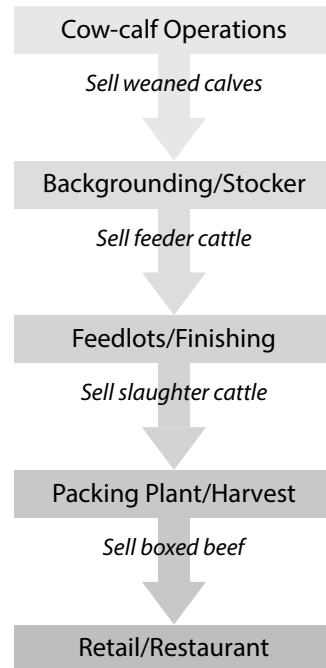 Cow-calf Operations
Sell weaned calves
Backgrounding/Stocker
Sell feeder cattle
Feedlots/Finishing
Sell slaughter cattle
Packing Plant/Harvest
Sell boxed beef
Retail/Restaurant